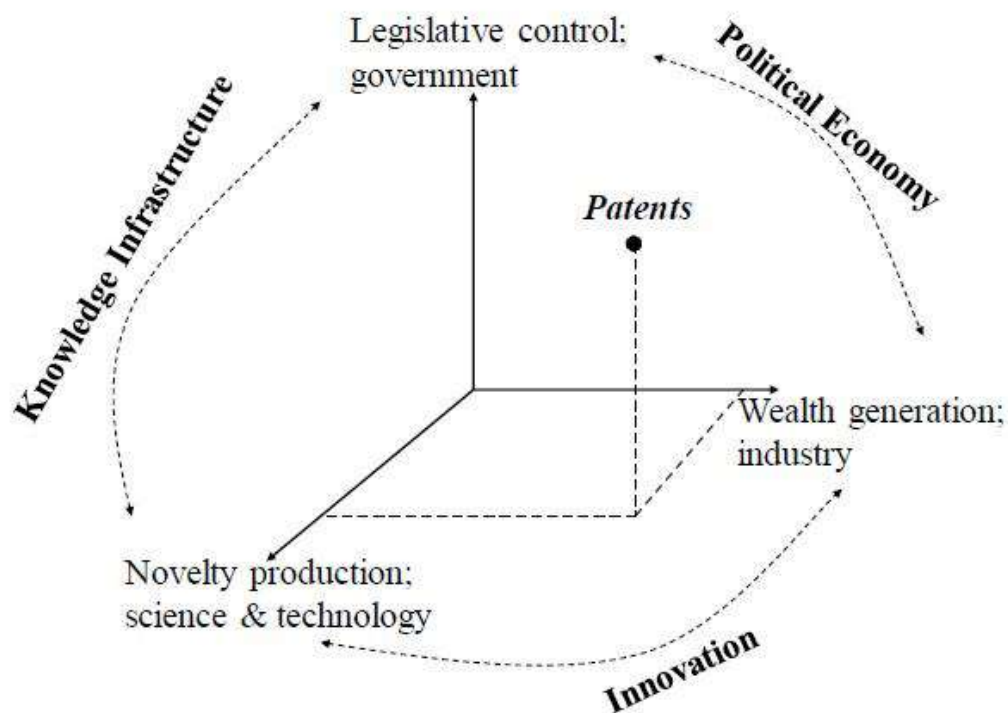 Legislative control;
government
Political Economy
Knowledge Infrastructure
Patents
Wealth generation;
industry
Novelty production;
science & technology
Innovation